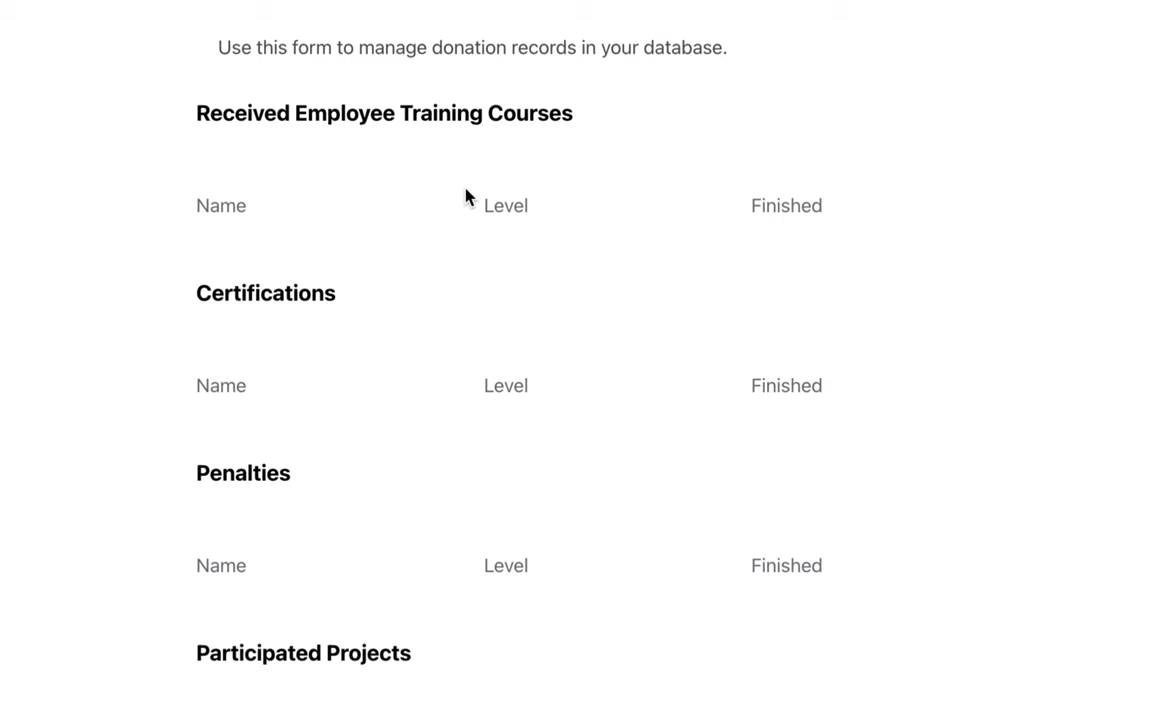 Use this form to manage donation records in your database.
Received Employee Training Courses
Name Level Finished
Certifications
Name Level Finished
Penalties
Name Level Finished
Participated Projects